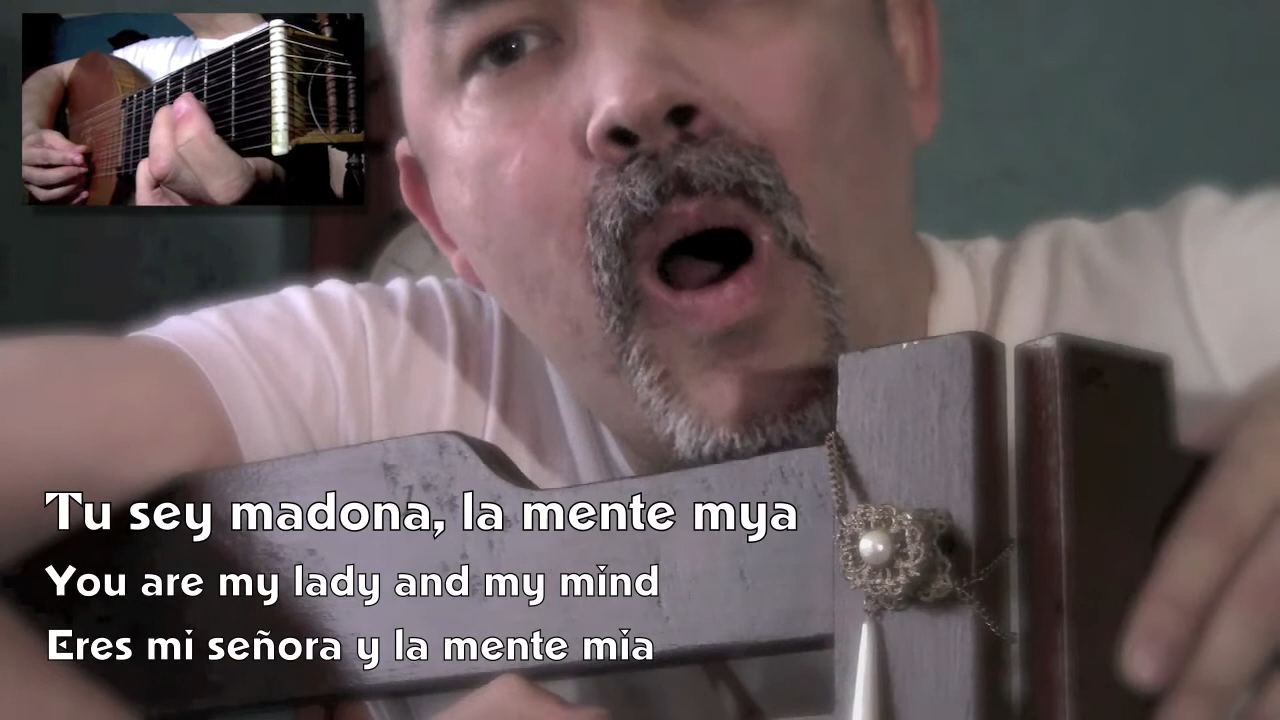 Tu sey madona, la mente mya
You are my lady and my mind
Eres mi señora y la mente mia